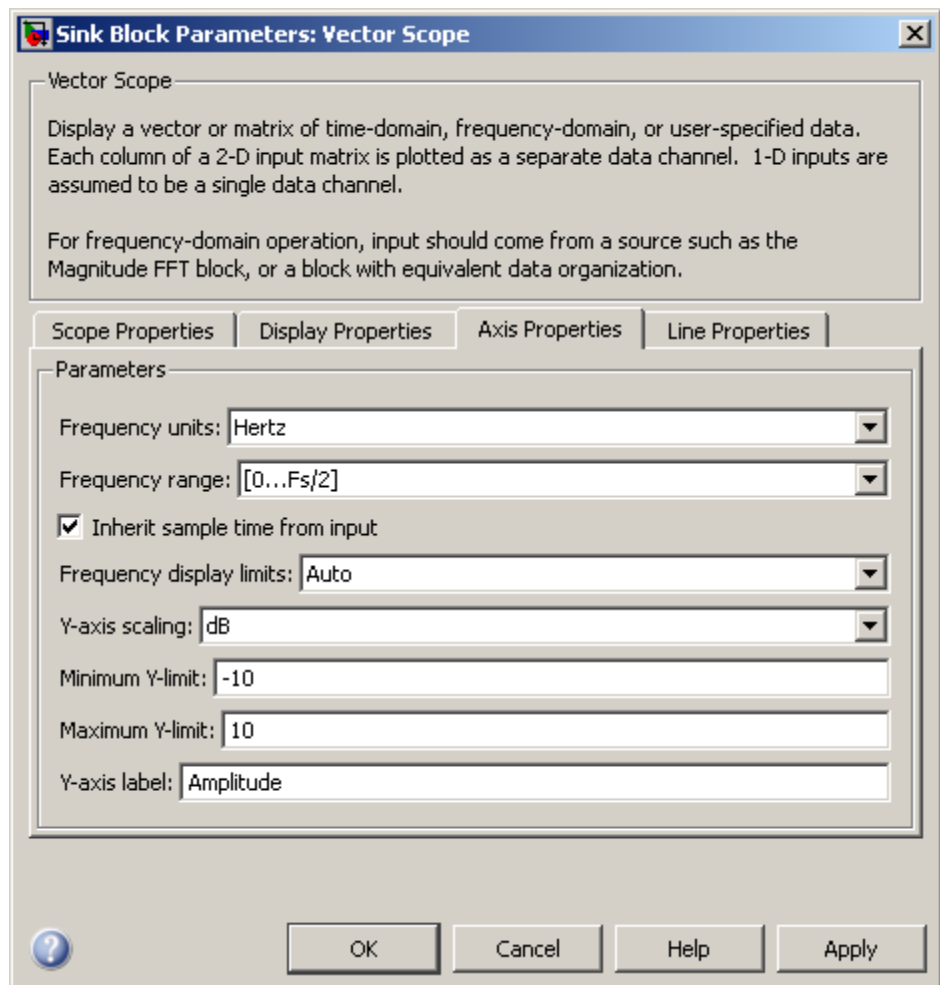 Sink Block Parameters: Vector Scope
Vector Scope
Display a vector or matrix of time-domain, frequency-domain, or user-specified data.
Each column of a 2-D input matrix is plotted as a separate data channel.  1-D inputs are
assumed to be a single data channel.
For frequency-domain operation, input should come from a source such as the
Magnitude FFT block, or a block with equivalent data organization.
Scope Properties Display Properties Axis Properties Line Properties
Parameters
Frequency units: Hertz
Frequency range: [0...Fs/2]
Inherit sample time from input
Frequency display limits: Auto
Y-axis scaling: dB
Minimum Y-limit: -10
Maximum Y-limit: 10
Y-axis label: Amplitude
? OK Cancel Help Apply